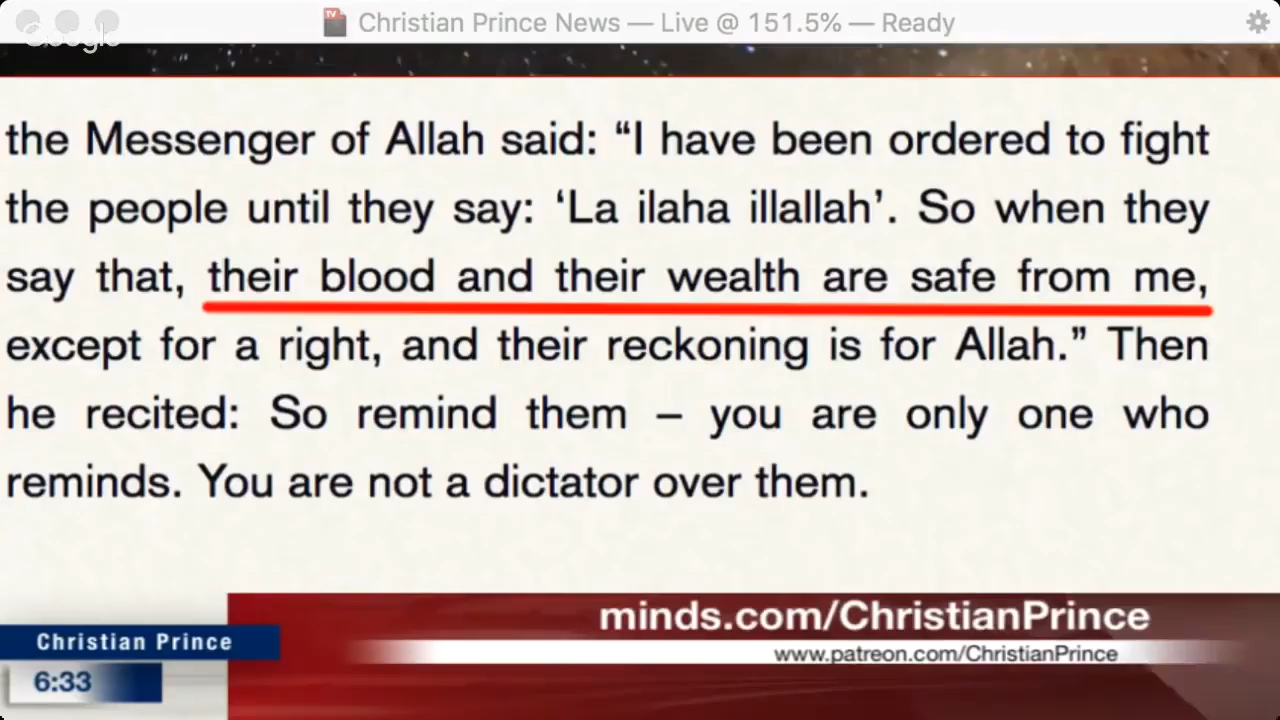 Christian Prince News — Live @ 151.5% — Ready
Google
the Messenger of Allah said: “I have been ordered to fight
the people until they say: ‘La ilaha illallah’. So when they
say that, their blood and their wealth are safe from me,
except for a right, and their reckoning is for Allah.” Then
he recited: So remind them – you are only one who
reminds. You are not a dictator over them.
minds.com/ChristianPrince
Christian Prince
www.patreon.com/ChristianPrince
6:33